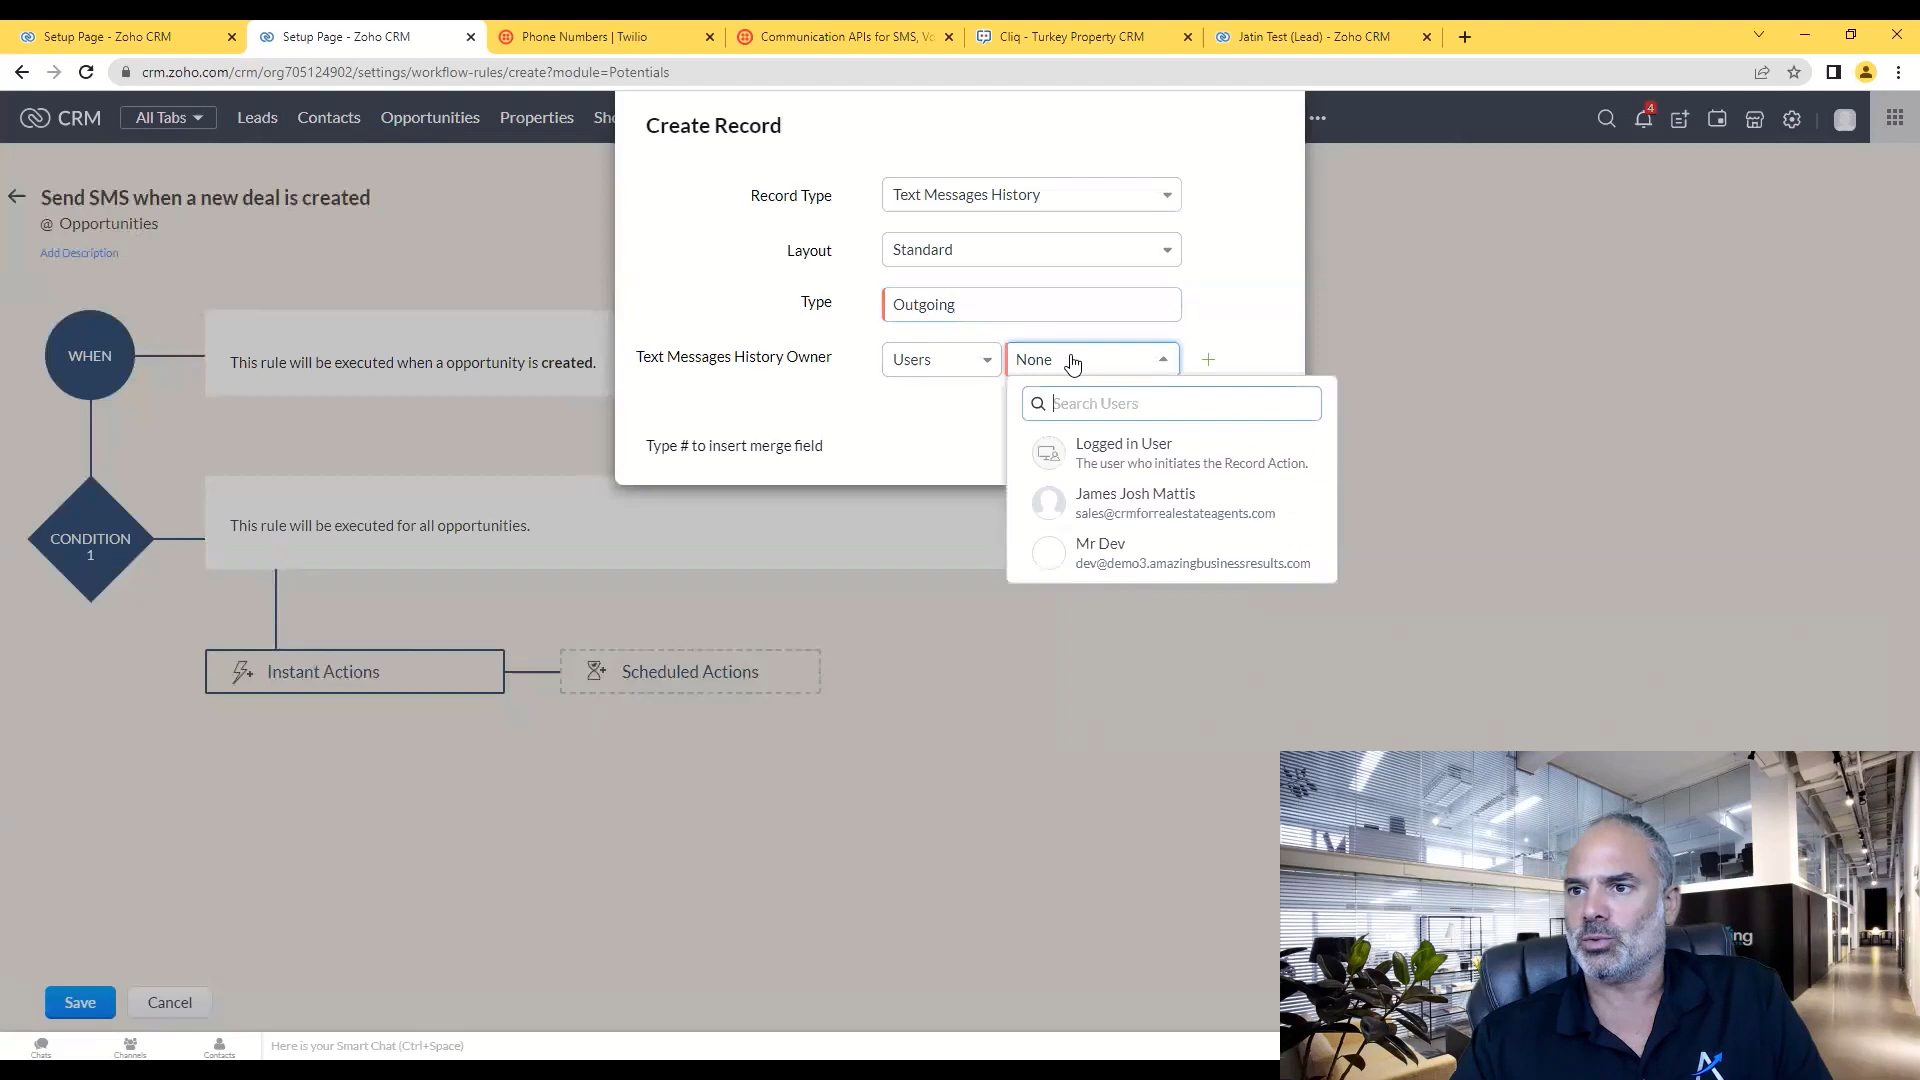 Setup Page - Zoho CRM
Setup Page - Zoho CRM
Phone Numbers | Twilio
Communication APIs for SMS, Vo
Cliq - Turkey Property CRM
Jatin Test (Lead) - Zoho CRM
crm.zoho.com/crm/org705124902/settings/workflow-rules/create?module=Potentials
CRM
All Tabs
Leads
Contacts
Opportunities
Properties
Sho
4
Create Record
Record Type
Text Messages History
Layout
Standard
Type
Outgoing
Text Messages History Owner
Users
None
Search Users
Logged in User
The user who initiates the Record Action.
James Josh Mattis
sales@crmforrealestateagents.com
Mr Dev
dev@demo3.amazingbusinessresults.com
Type # to insert merge field
Send SMS when a new deal is created
@ Opportunities
Add Description
WHEN
This rule will be executed when a opportunity is created.
CONDITION
1
This rule will be executed for all opportunities.
Instant Actions
Scheduled Actions
Save
Cancel
Chats
Channels
Contacts
Here is your Smart Chat (Ctrl+Space)